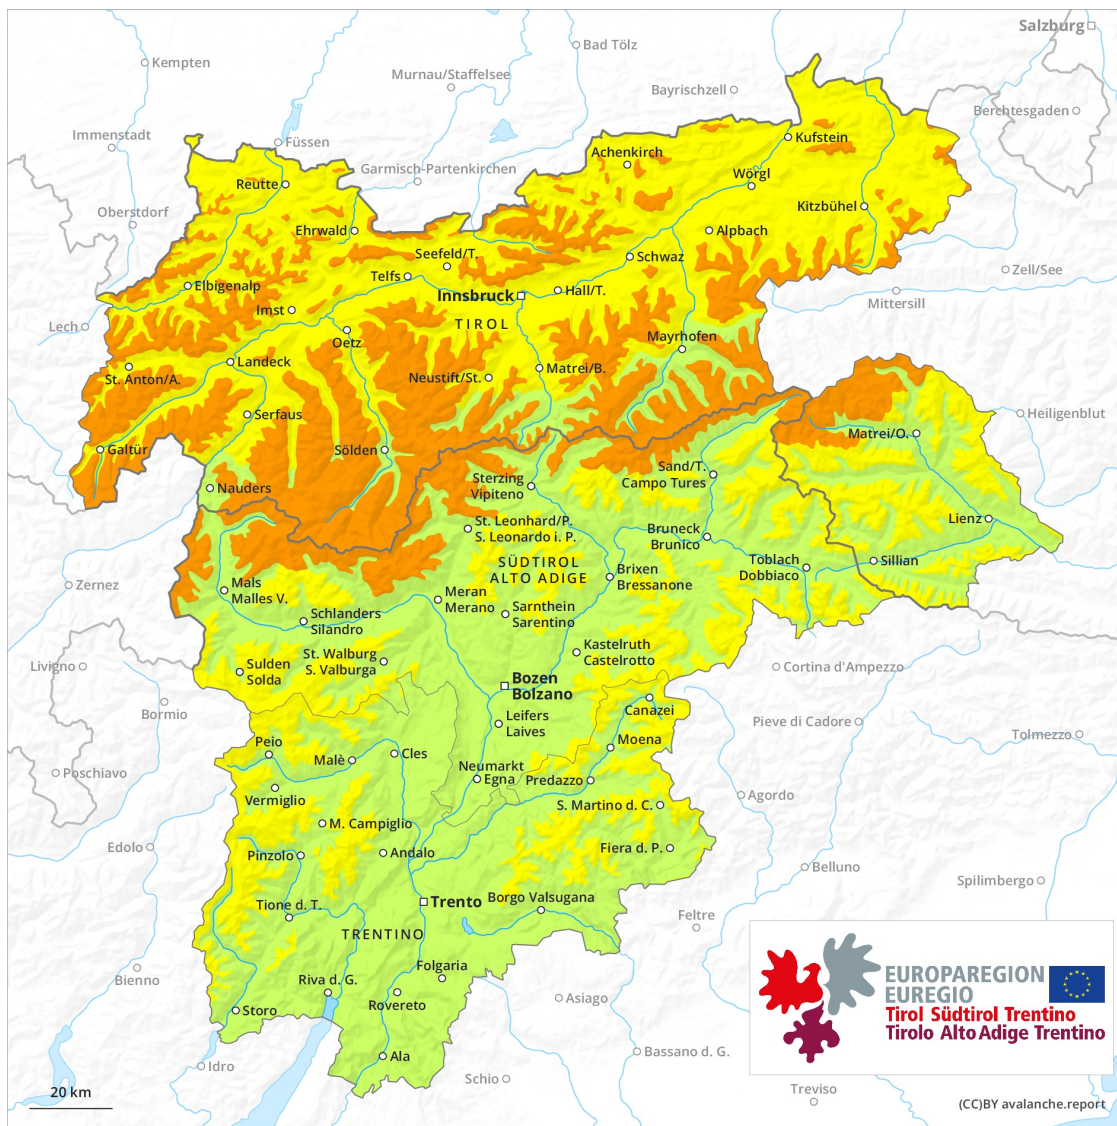 Salzburg
Bad Tölz
Kempten
Murnau/Staffelsee
Bayrischzell
Berchtesgaden
Immenstadt
Füssen
Kufstein
Achenkirch
Garmisch-Partenkirchen
Wörgl
Reutte
Oberstdorf
Kitzbühel
Ehrwald
Alpbach
Seefeld/T.
Schwaz
Telfs
Zell/See
Elbigenalp
Innsbruck
Hall/T.
Mittersill
Imst
Lech
TIROL
Oetz
Mayrhofen
Landeck
Matrei/B.
St. Anton/A.
Neustift/St.
Serfaus
Heiligenblut
Matrei/O.
Galtür
Sölden
Sand/T.
Campo Tures
Sterzing
Vipiteno
Nauders
Lienz
St. Leonhard/P.
S. Leonardo i. P.
Bruneck
Brunico
SÜDTIROL
ALTO ADIGE
Toblach
Dobbiaco
Sillian
Brixen
Bressanone
Zernez
Mals
Malles V.
Meran
Merano
Schlanders
Silandro
Sarnthein
Sarentino
Kastelruth
Castelrotto
St. Walburg
S. Valburga
Livigno
Sulden
Solda
Cortina d'Ampezzo
Bozen
Bolzano
Bormio
Canazei
Leifers
Laives
Pieve di Cadore
Tolmezzo
Peio
Moena
Cles
Malè
Poschiavo
Neumarkt
Egna
Predazzo
Vermiglio
Agordo
S. Martino d. C.
M. Campiglio
Edolo
Pinzolo
Andalo
Fiera d. P.
Belluno
Spilimbergo
Borgo Valsugana
Trento
Tione d. T.
Feltre
TRENTINO
Folgaria
Bienno
Riva d. G.
Rovereto
Asiago
Storo
EUROPAREGION
EUREGIO
Tirol Südtirol Trentino
Tirolo Alto Adige Trentino
Ala
Bassano d. G.
Idro
Schio
Treviso
20 km
(CC)BY avalanche.report